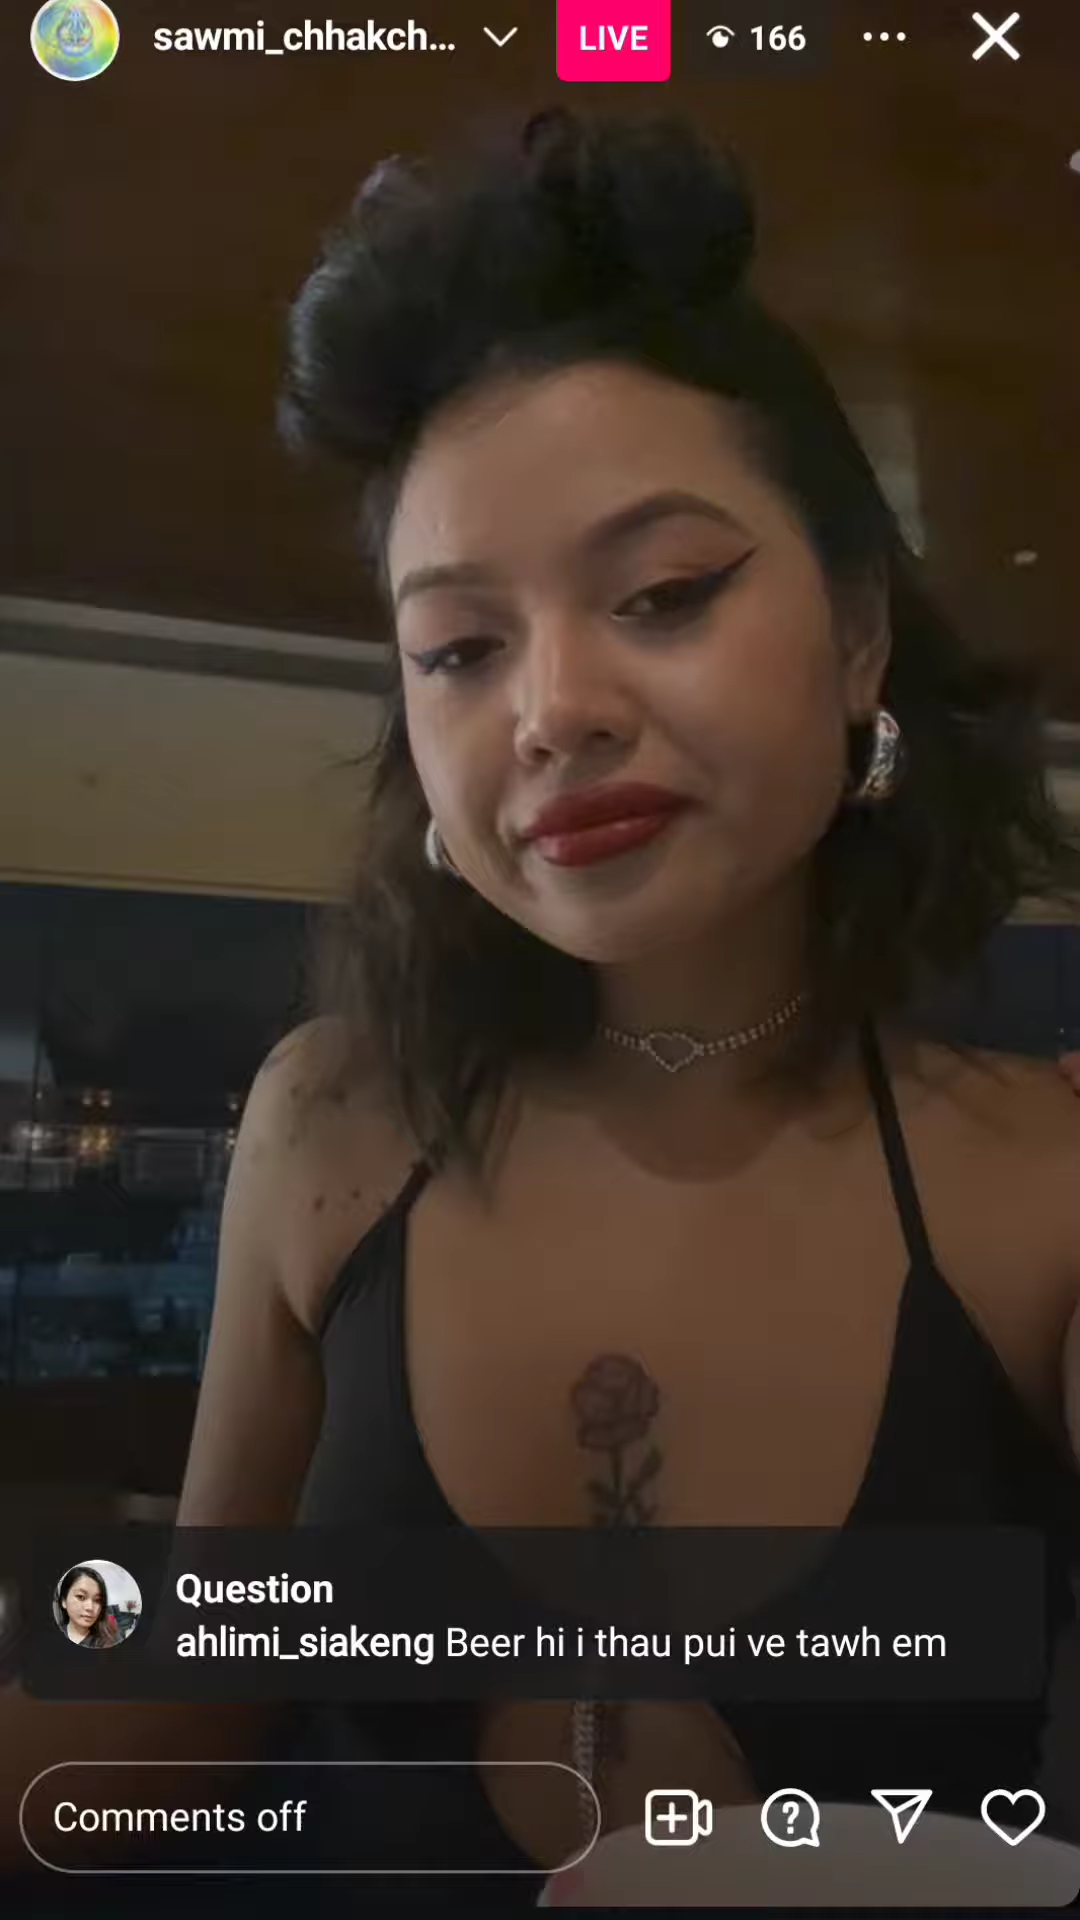 sawmi_chhakch...
LIVE
166
Question
ahlimi_siakeng Beer hi i thau pui ve tawh em
Comments off